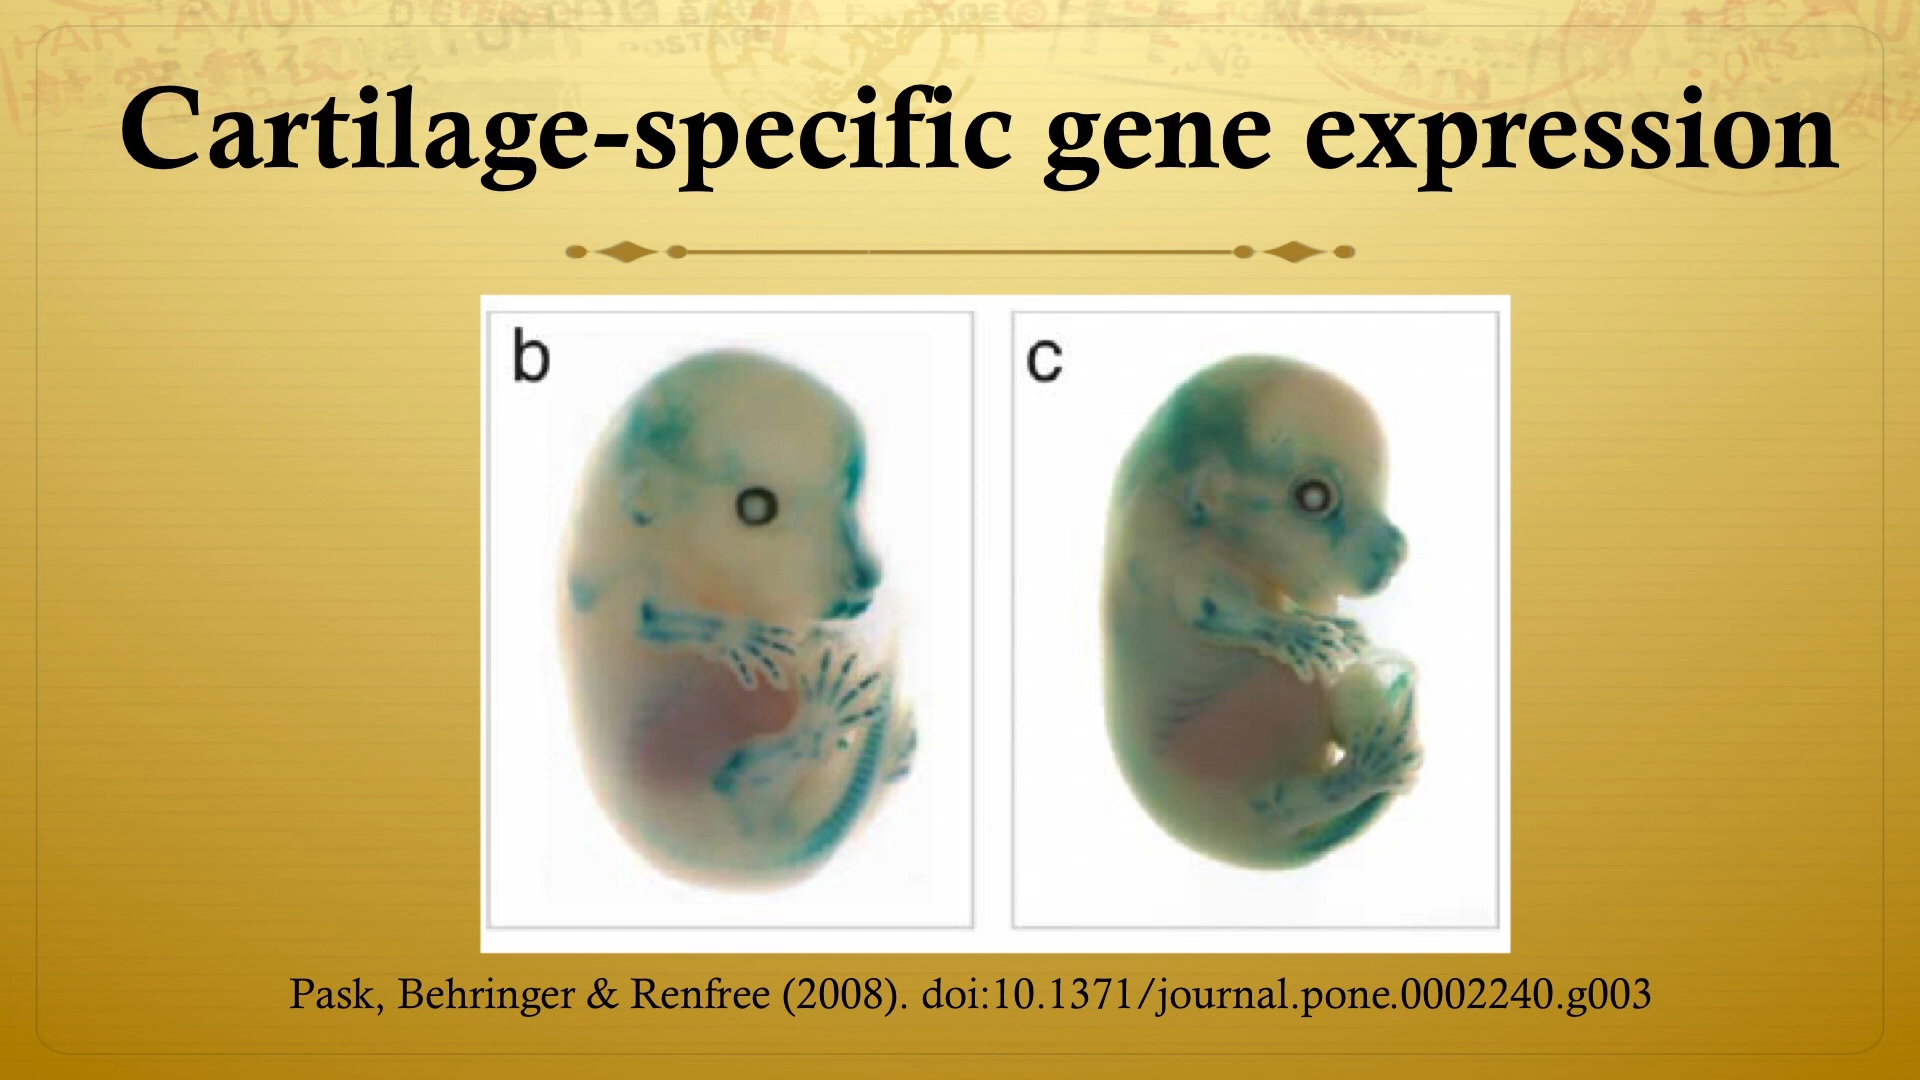 Cartilage-specific gene expression
b
c
Pask, Behringer & Renfree (2008). doi:10.1371/journal.pone.0002240.g003